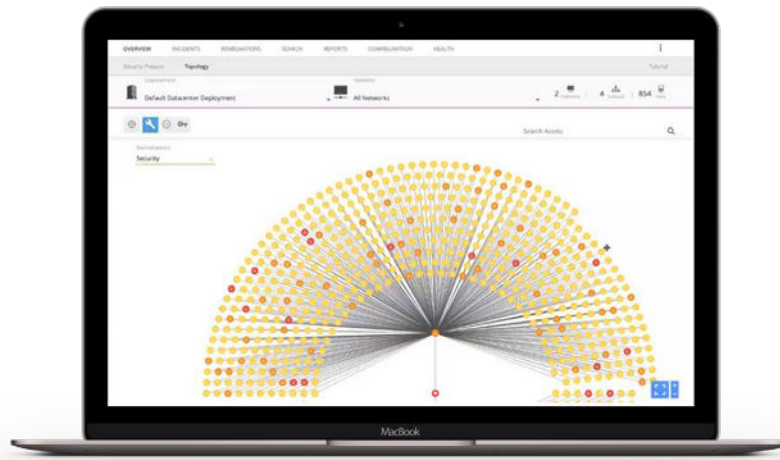 OVERVIEW INCIDENTS REMEDIATIONS SEARCH REPORTS CONFIGURATION HEALTH
Security Posture Topology Tutorial
Deployment
Default Datacenter Deployment All Networks 2 4 854
Search Assets
Security
MacBook